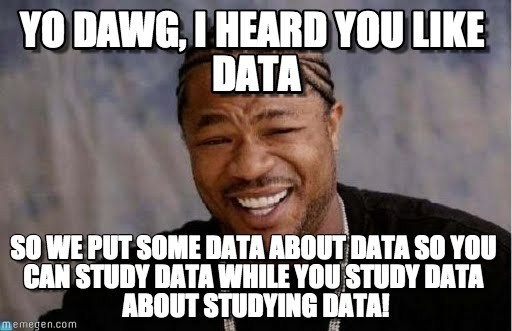 YO DAWG, I HEARD YOU LIKE
DATA
SO WE PUT SOME DATA ABOUT DATA SO YOU
CAN STUDY DATA WHILE YOU STUDY DATA
ABOUT STUDYING DATA!
memegen.com